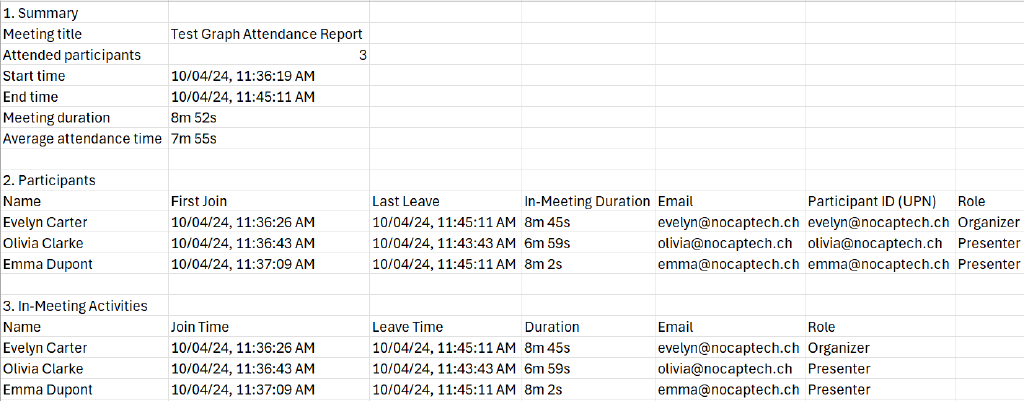 1. Summary
Meeting title Test Graph Attendance Report
Attended participants 3
Start time 10/04/24, 11:36:19 AM
End time 10/04/24, 11:45:11 AM
Meeting duration 8m 52s
Average attendance time 7m 55s
2. Participants
Name First Join Last Leave In-Meeting Duration Email Participant ID (UPN) Role
Evelyn Carter 10/04/24, 11:36:26 AM 10/04/24, 11:45:11 AM 8m 45s evelyn@nocaptech.ch evelyn@nocaptech.ch Organizer
Olivia Clarke 10/04/24, 11:36:43 AM 10/04/24, 11:43:43 AM 6m 59s olivia@nocaptech.ch olivia@nocaptech.ch Presenter
Emma Dupont 10/04/24, 11:37:09 AM 10/04/24, 11:45:11 AM 8m 2s emma@nocaptech.ch emma@nocaptech.ch Presenter
3. In-Meeting Activities
Name Join Time Leave Time Duration Email Role
Evelyn Carter 10/04/24, 11:36:26 AM 10/04/24, 11:45:11 AM 8m 45s evelyn@nocaptech.ch Organizer
Olivia Clarke 10/04/24, 11:36:43 AM 10/04/24, 11:43:43 AM 6m 59s olivia@nocaptech.ch Presenter
Emma Dupont 10/04/24, 11:37:09 AM 10/04/24, 11:45:11 AM 8m 2s emma@nocaptech.ch Presenter